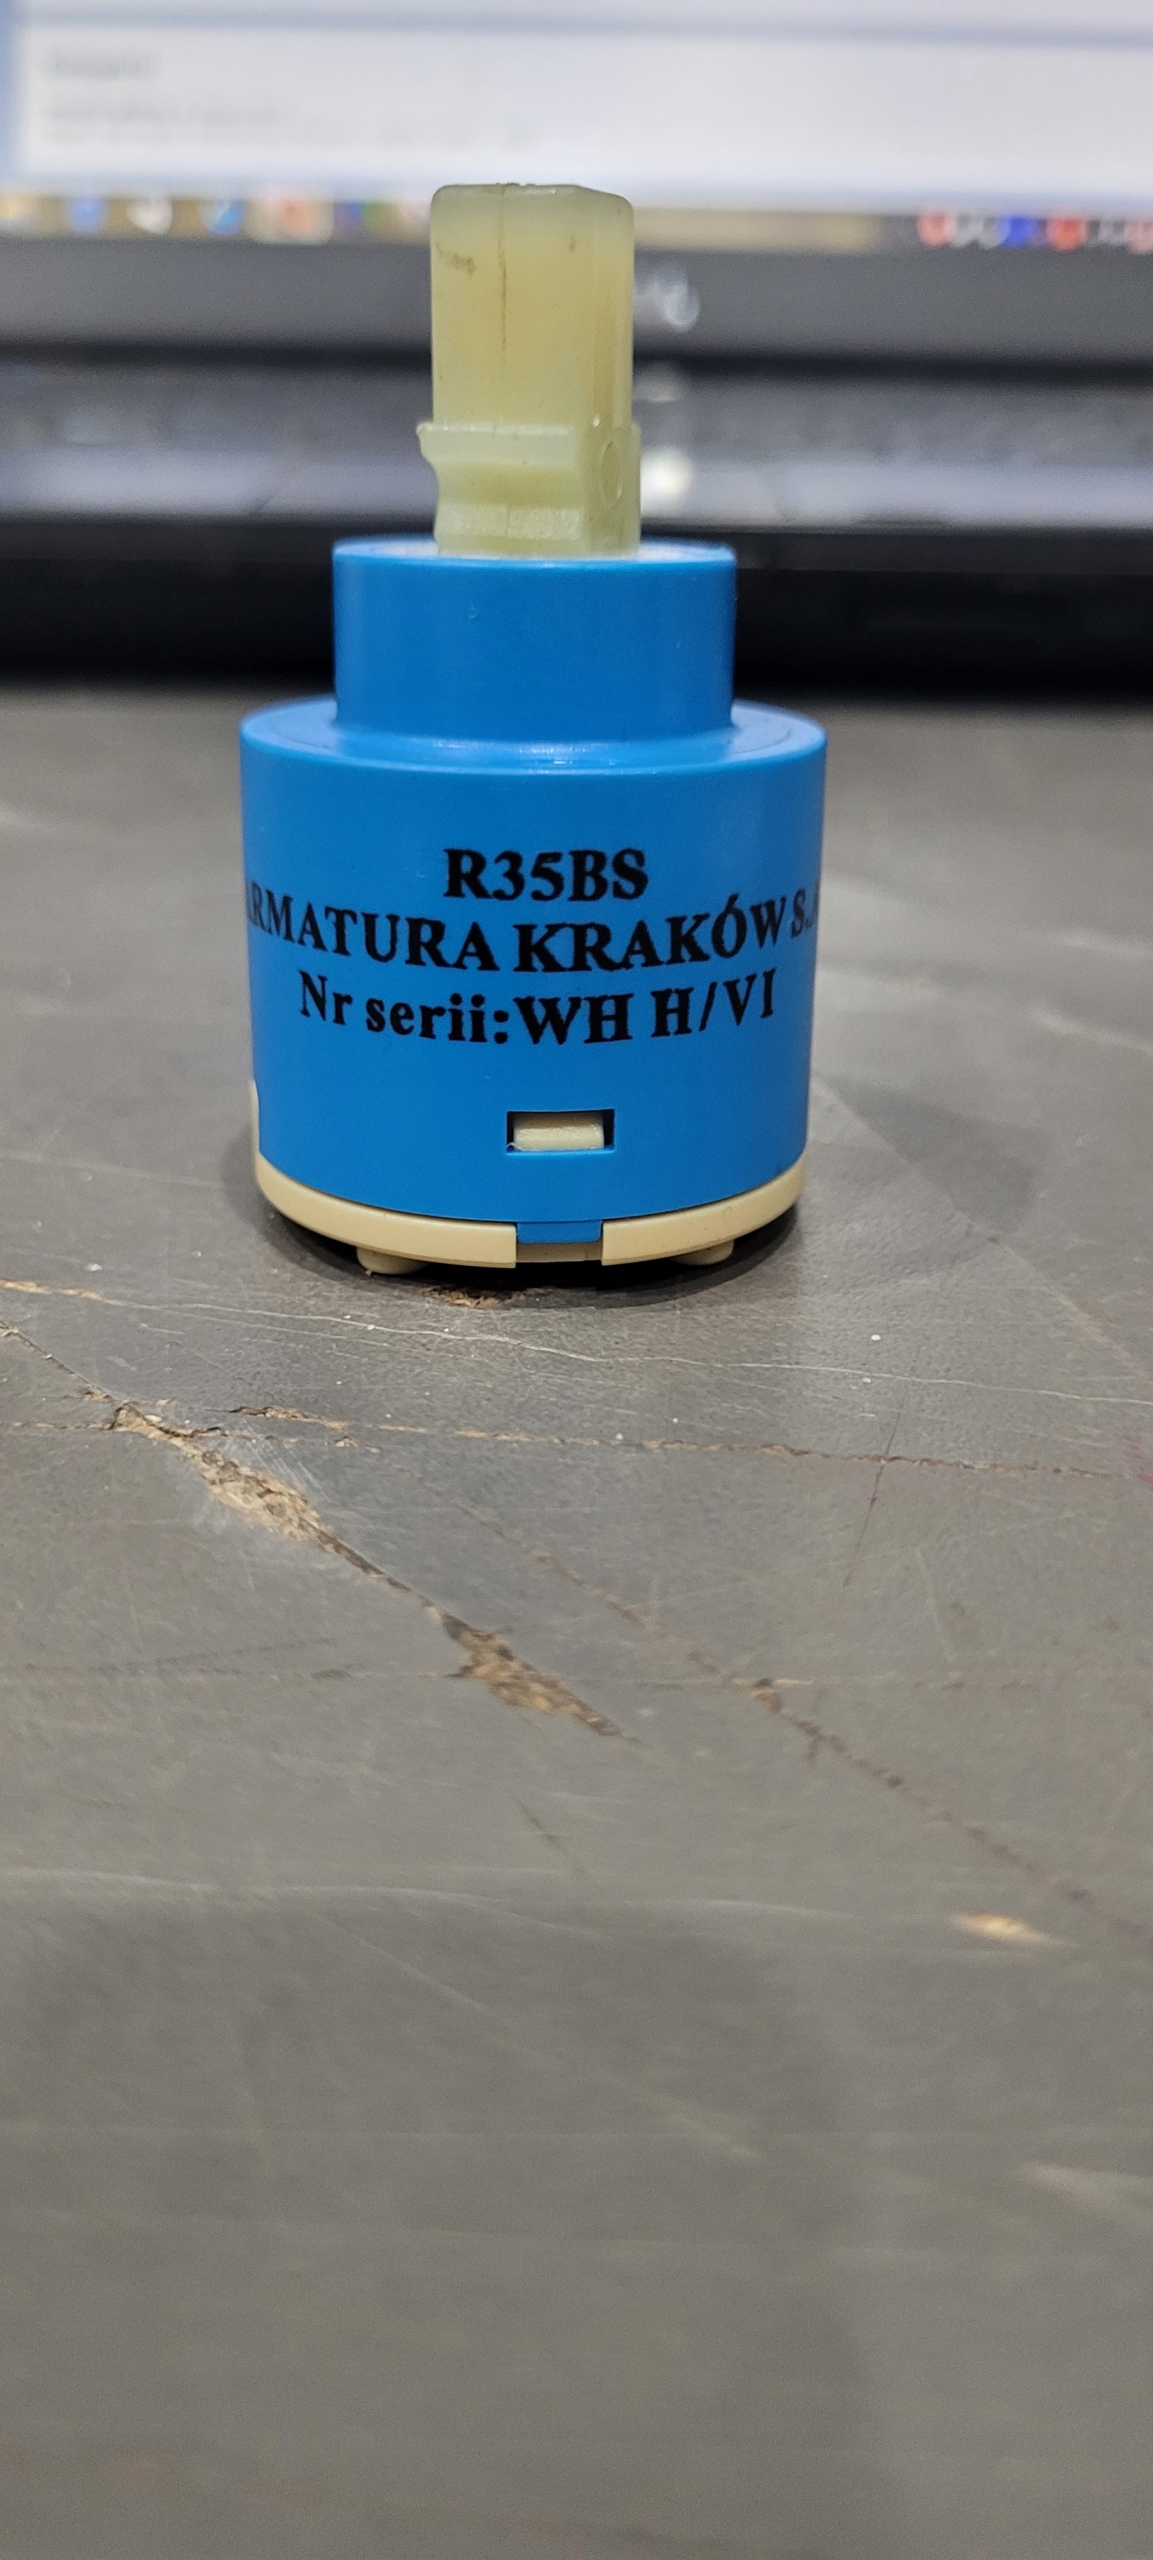 R35BS
ARMATURA KRAKÓW S.A
Nr serii: WH H/VI